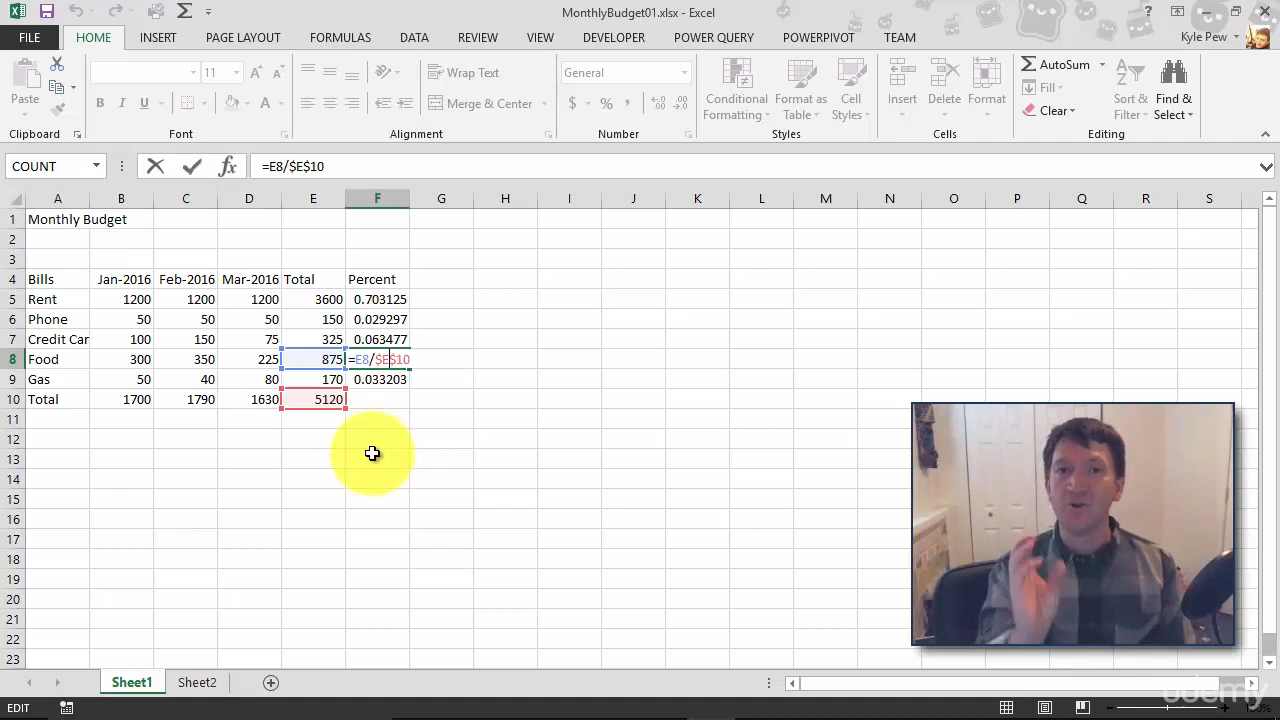 MonthlyBudget01.xlsx - Excel
FILE HOME INSERT PAGE LAYOUT FORMULAS DATA REVIEW VIEW DEVELOPER POWER QUERY POWERPIVOT TEAM Kyle Pew
Paste
11
Wrap Text
Merge & Center
General
Conditional Formatting
Format as Table
Cell Styles
Insert
Delete
Format
AutoSum
Fill
Clear
Sort & Filter
Find & Select
Clipboard Font Alignment Number Styles Cells Editing
COUNT =E8/$E$10
A B C D E F G H I J K L M N O P Q R S
1 Monthly Budget
2
3
4 Bills Jan-2016 Feb-2016 Mar-2016 Total Percent
5 Rent 1200 1200 1200 3600 0.703125
6 Phone 50 50 50 150 0.029297
7 Credit Car 100 150 75 325 0.063477
8 Food 300 350 225 875 =E8/$E$10
9 Gas 50 40 80 170 0.033203
10 Total 1700 1790 1630 5120
11
12
13
14
15
16
17
18
19
20
21
22
23
Sheet1 Sheet2
EDIT
udemy